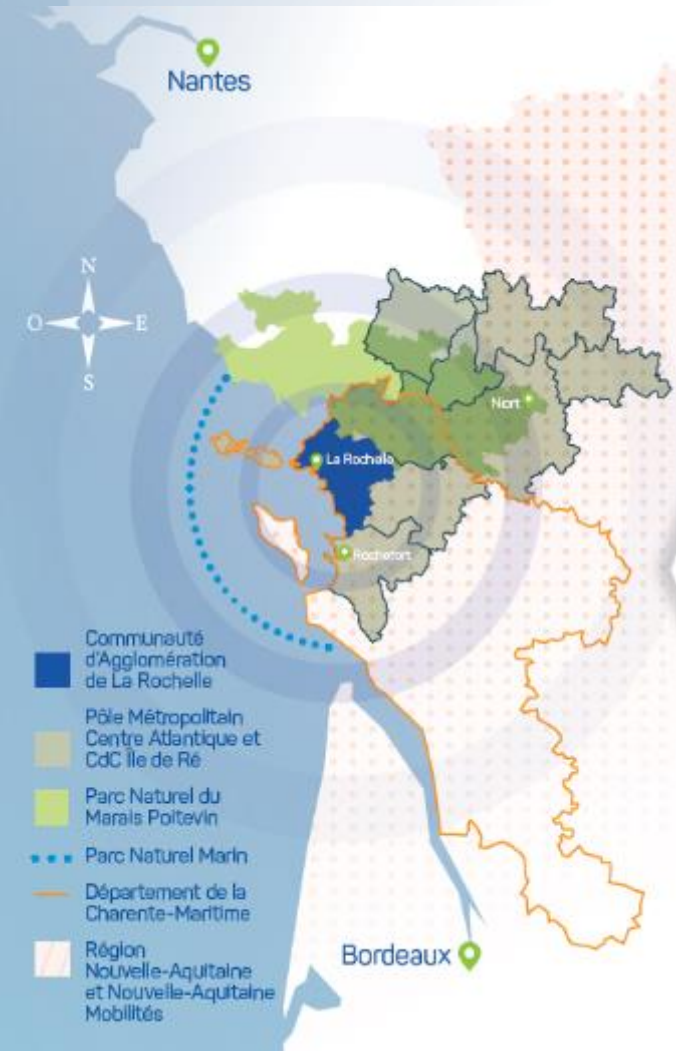 Nantes
N
O
E
S
Niort
La Rochelle
Rochefort
Communauté
d'Agglomération
de La Rochelle
Pôle Métropolitain
Centre Atlantique et
CdC Île de Ré
Parc Naturel du
Marais Poitevin
Parc Naturel Marin
Département de la
Charente-Maritime
Région
Nouvelle-Aquitaine
et Nouvelle-Aquitaine
Mobilités
Bordeaux